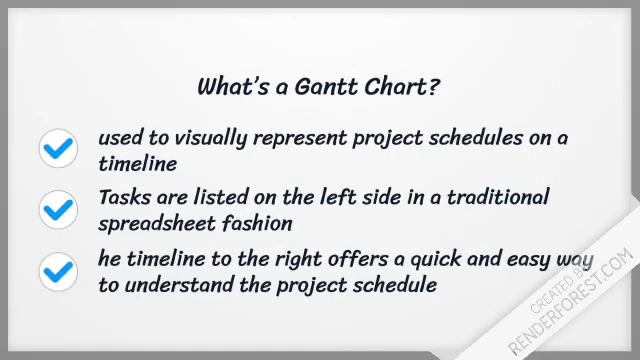 What's a Gantt Chart?
used to visually represent project schedules on a
timeline
Tasks are listed on the left side in a traditional
spreadsheet fashion
he timeline to the right offers a quick and easy way
to understand the project schedule
CREATED BY
RENDERFOREST.COM